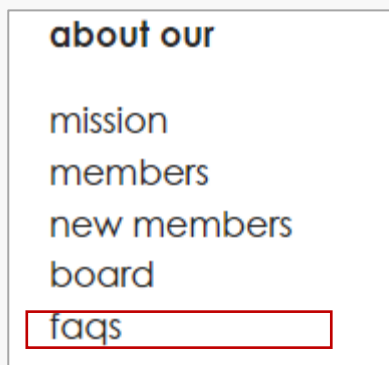 about our
mission
members
new members
board
faqs